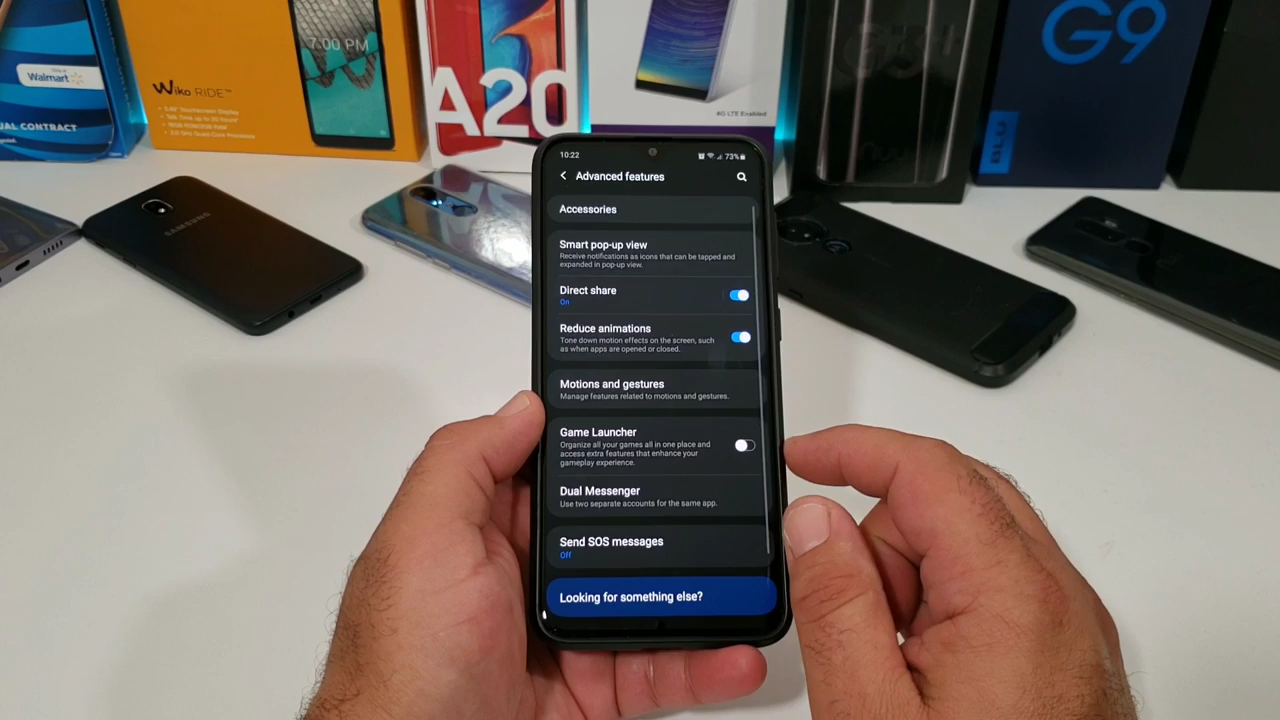 Walmart
UAL CONTRACT
7:00 PM
Wiko RIDE™
A20
4G LTE Enabled
G9
BLU
SAMSUNG
10:22
73%
Advanced features
Accessories
Smart pop-up view
Receive notifications as icons that can be tapped and
expanded in pop-up view.
Direct share
On
Reduce animations
Tone down motion effects on the screen, such
as when apps are opened or closed.
Motions and gestures
Manage features related to motions and gestures.
Game Launcher
Organize all your games all in one place and
access extra features that enhance your
gameplay experience.
Dual Messenger
Use two separate accounts for the same app.
Send SOS messages
Off
Looking for something else?